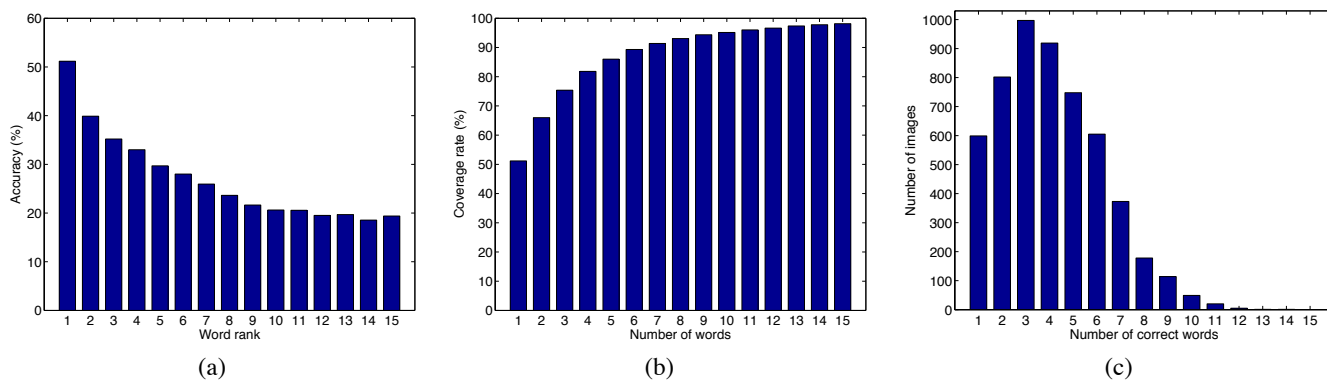 60
50
40
30
20
10
0
Accuracy (%)
1 2 3 4 5 6 7 8 9 10 11 12 13 14 15
Word rank
(a)
100
90
80
70
60
50
40
30
20
10
0
Coverage rate (%)
1 2 3 4 5 6 7 8 9 10 11 12 13 14 15
Number of words
(b)
1000
900
800
700
600
500
400
300
200
100
0
Number of images
1 2 3 4 5 6 7 8 9 10 11 12 13 14 15
Number of correct words
(c)